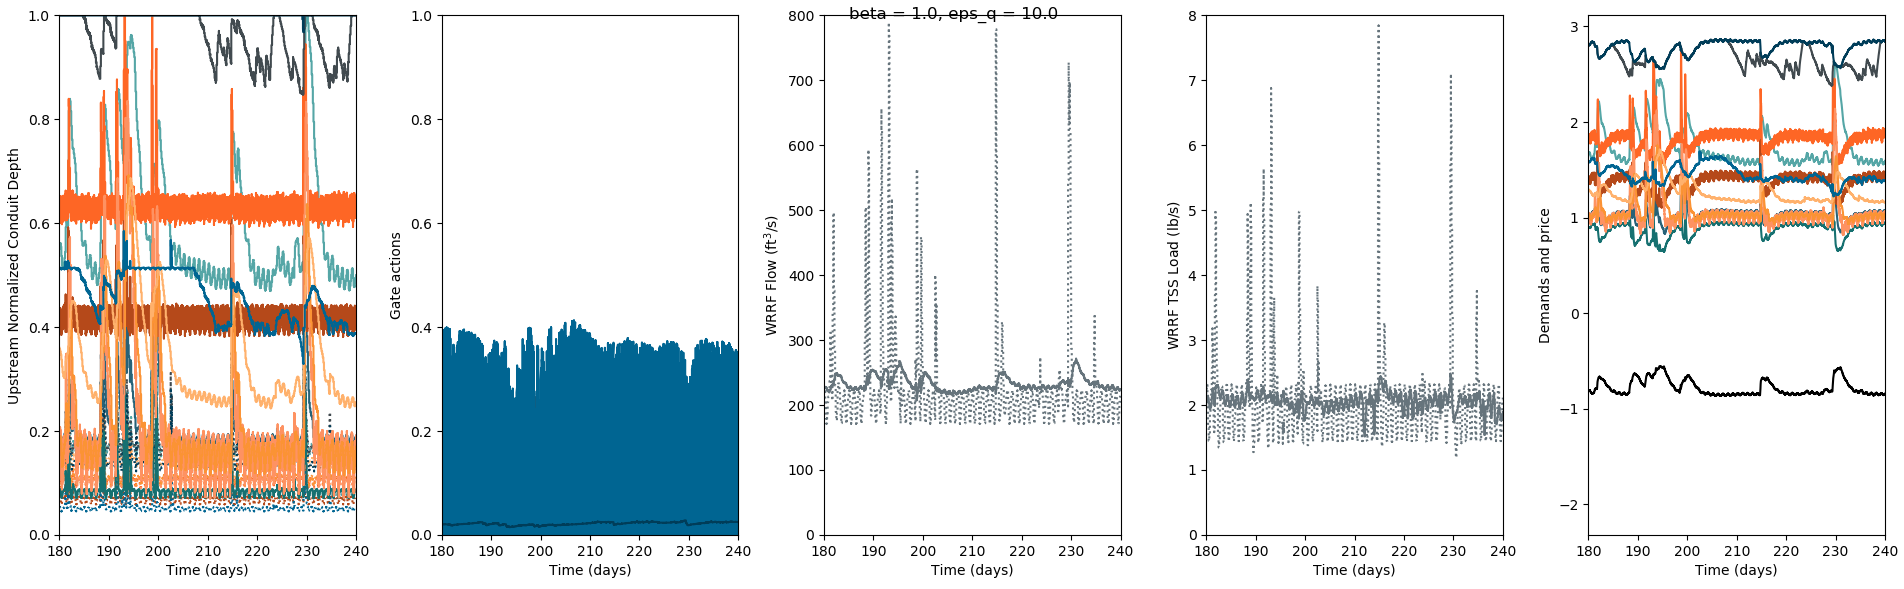 beta = 1.0, eps_q = 10.0
Upstream Normalized Conduit Depth
1.0
0.8
0.6
0.4
0.2
0.0
180 190 200 210 220 230 240
Time (days)
Gate actions
1.0
0.8
0.6
0.4
0.2
0.0
180 190 200 210 220 230 240
Time (days)
WRRF Flow (ft³/s)
800
700
600
500
400
300
200
100
0
180 190 200 210 220 230 240
Time (days)
WRRF TSS Load (lb/s)
8
7
6
5
4
3
2
1
0
180 190 200 210 220 230 240
Time (days)
Demands and price
3
2
1
0
−1
−2
180 190 200 210 220 230 240
Time (days)